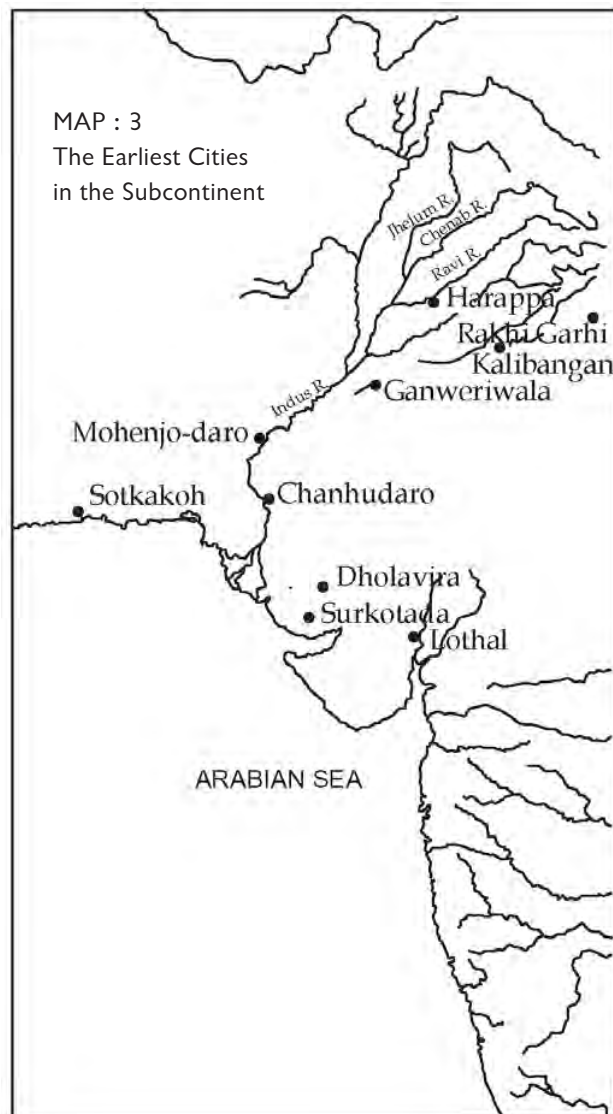 MAP : 3
The Earliest Cities
in the Subcontinent
Jhelum R.
Chenab R.
Ravi R.
Harappa
Rakhi Garhi
Kalibangan
Ganweriwala
Indus R.
Mohenjo-daro
Sotkakoh
Chanhudaro
Dholavira
Surkotada
Lothal
ARABIAN SEA